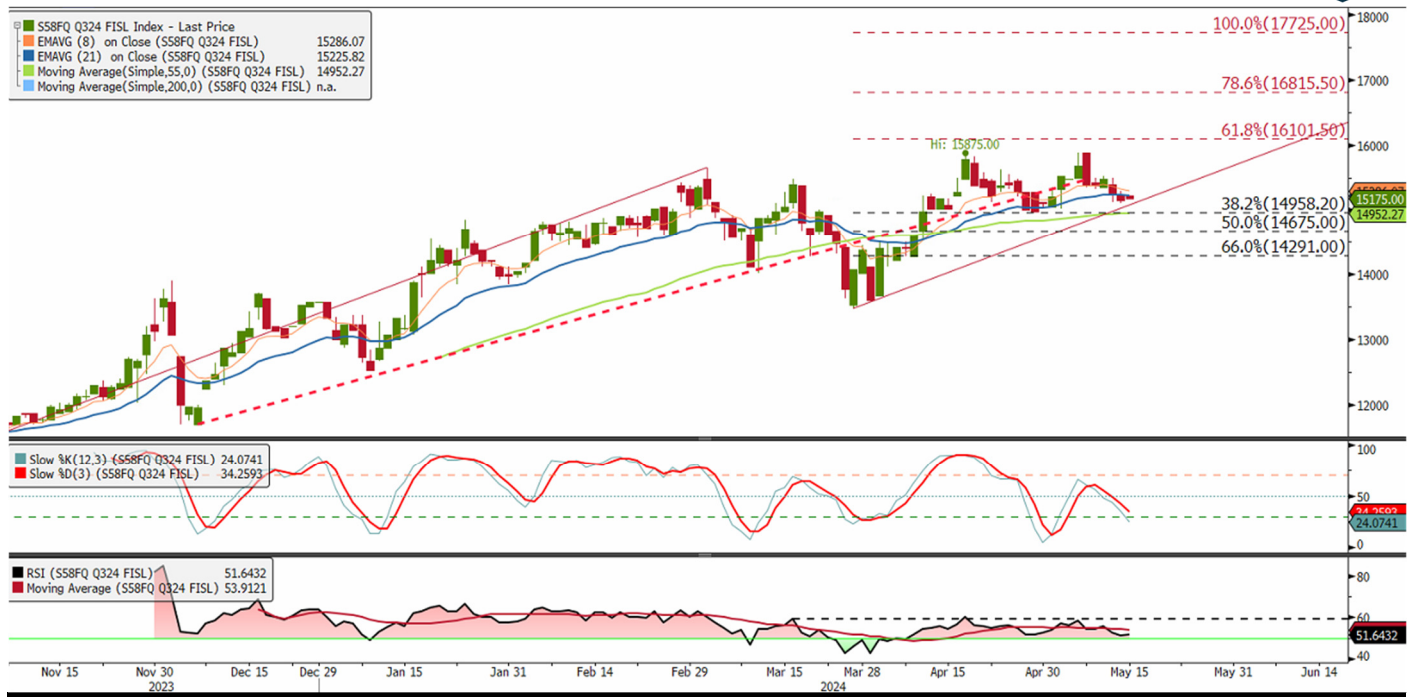 S58FQ Q324 FISL Index - Last Price
EMAVG (8) on Close (S58FQ Q324 FISL) 15286.07
EMAVG (21) on Close (S58FQ Q324 FISL) 15225.82
Moving Average(Simple,55,0) (S58FQ Q324 FISL) 14952.27
Moving Average(Simple,200,0) (S58FQ Q324 FISL) n.a.
100.0%(17725.00)
78.6%(16815.50)
61.8%(16101.50)
Hi: 15875.00
38.2%(14958.20)
50.0%(14675.00)
66.0%(14291.00)
18000
17000
16000
15175.00
14952.27
14000
13000
12000
Slow %K(12,3) (S58FQ Q324 FISL) 24.0741
Slow %D(3) (S58FQ Q324 FISL) 34.2593
100
50
34.2593
24.0741
0
RSI (S58FQ Q324 FISL) 51.6432
Moving Average (S58FQ Q324 FISL) 53.9121
80
60
51.6432
40
Nov 15 Nov 30 Dec 15 Dec 29 Jan 15 Jan 31 Feb 14 Feb 29 Mar 15 Mar 28 Apr 15 Apr 30 May 15 May 31 Jun 14
2023 2024